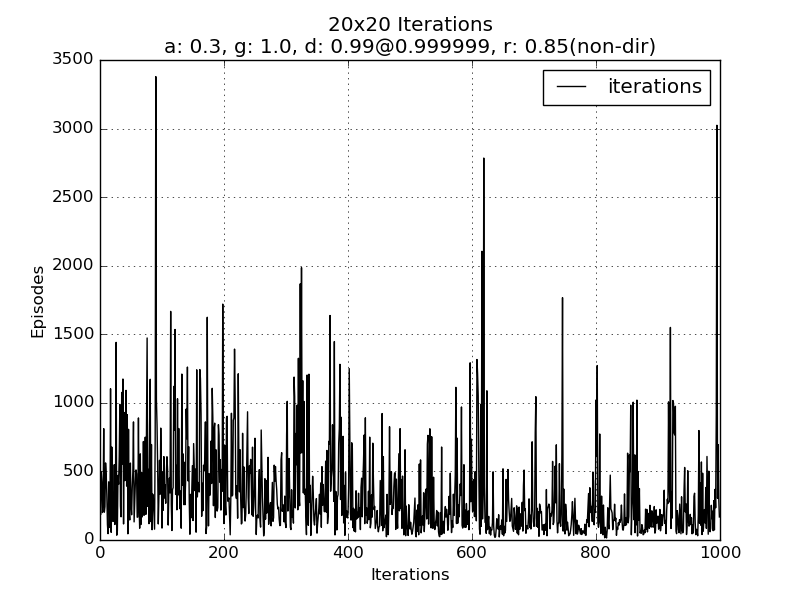 20x20 Iterations
a: 0.3, g: 1.0, d: 0.99@0.999999, r: 0.85(non-dir)
3500
iterations
3000
2500
2000
Episodes
1500
1000
500
0
0 200 400 600 800 1000
Iterations